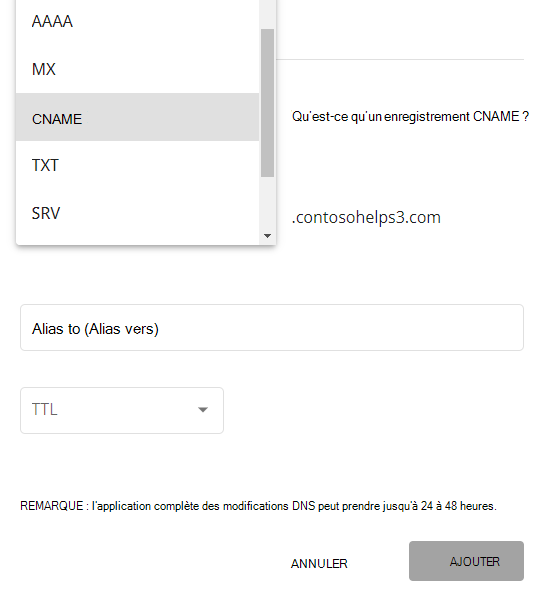 AAAA
MX
CNAME
Qu'est-ce qu'un enregistrement CNAME ?
TXT
SRV
.contosohelps3.com
Alias to (Alias vers)
TTL
REMARQUE : l'application complète des modifications DNS peut prendre jusqu'à 24 à 48 heures.
ANNULER
AJOUTER